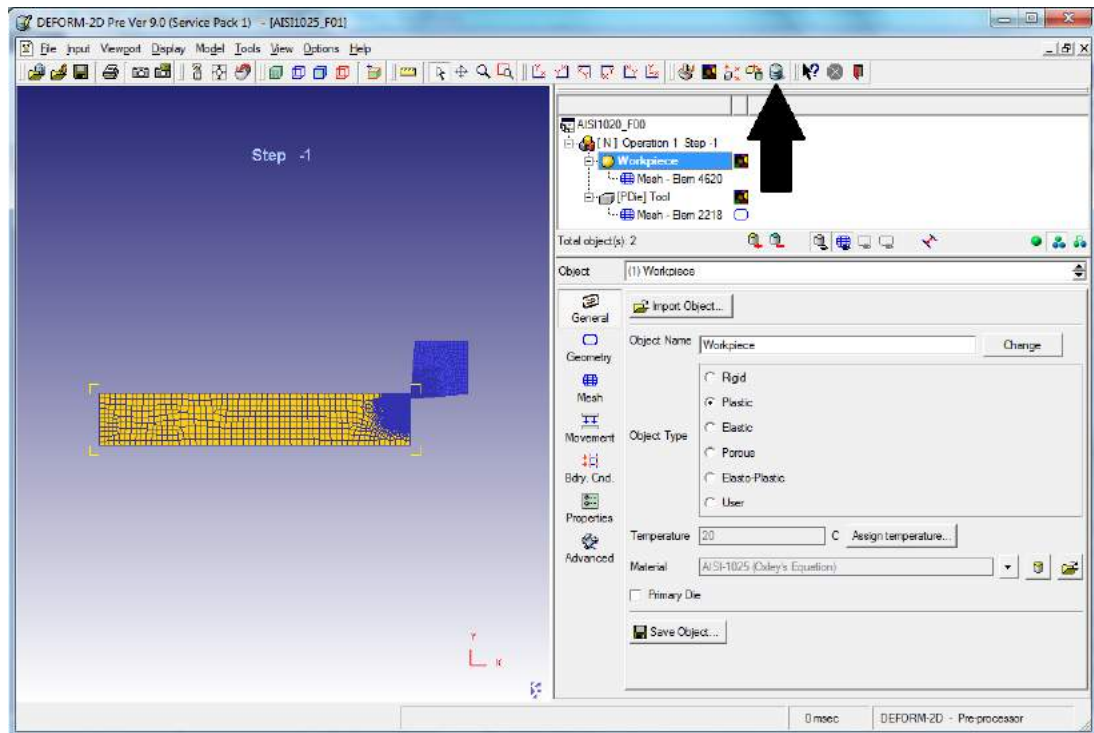 DEFORM-2D Pre Ver 9.0 (Service Pack 1) - [AISI1025_F01]
File Input Viewport Display Model Tools View Options Help
Step -1
AISI1020_F00
[N] Operation 1 Step -1
Workpiece
Mesh - Elem 4620
[PDie] Tool
Mesh - Elem 2218
Total object(s): 2
Object (1) Workpiece
General
Import Object...
Geometry
Object Name Workpiece Change
Mesh
Movement
Bdry. Cnd.
Properties
Advanced
Object Type
Rigid
Plastic
Elastic
Porous
Elasto-Plastic
User
Temperature 20 C Assign temperature...
Material AISI-1025 (Oxley's Equation)
Primary Die
Save Object...
Y
X
0 msec DEFORM-2D - Pre-processor